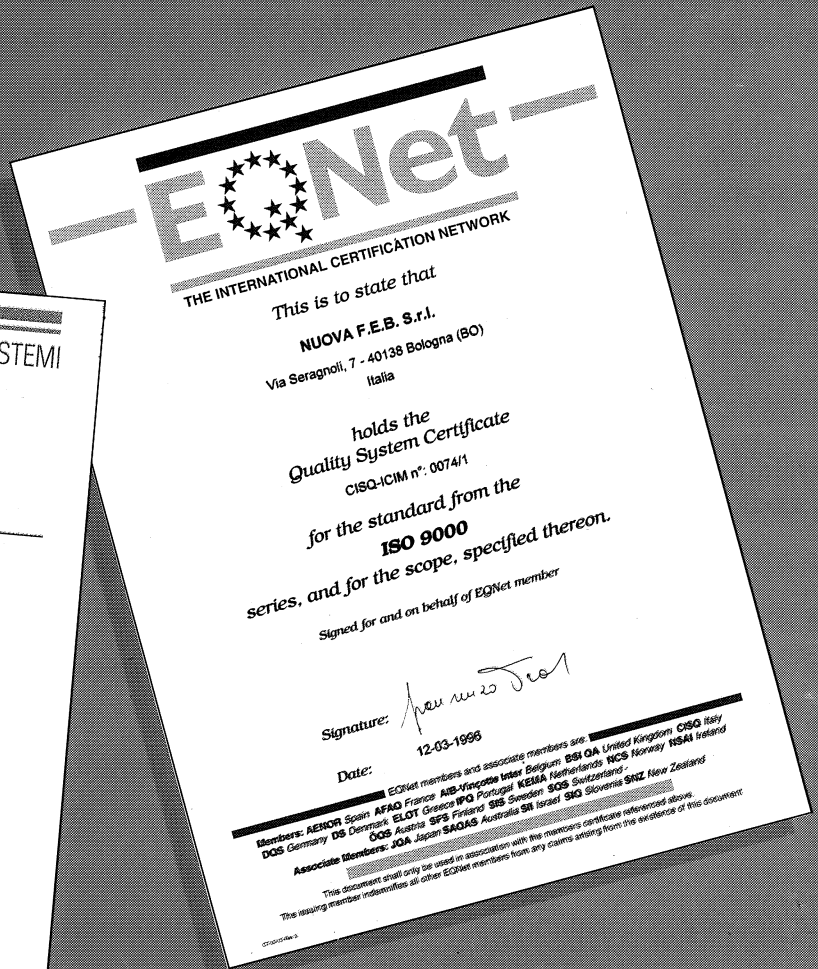 STEMI
EQNet
THE INTERNATIONAL CERTIFICATION NETWORK
This is to state that
NUOVA F.E.B. S.r.l.
Via Seragnoli, 7 - 40138 Bologna (BO)
Italia
holds the
Quality System Certificate
CISQ-ICIM n°: 0074/1
for the standard from the
ISO 9000
series, and for the scope, specified thereon.
Signed for and on behalf of EQNet member
Signature:
Date: 12-03-1996
EQNet members and associate members are:
Members: AENOR Spain AFAQ France AIB-Vinçotte Inter Belgium BSI QA United Kingdom CISQ Italy
DQS Germany DS Denmark ELOT Greece IPQ Portugal KEMA Netherlands NCS Norway NSAI Ireland
ÖQS Austria SFS Finland SIS Sweden SQS Switzerland -
Associate Members: JQA Japan SAQAS Australia SII Israel SIQ Slovenia SNZ New Zealand
This document shall only be used in association with the members certificate referenced above.
The issuing member indemnifies all other EQNet members from any claims arising from the existence of this document